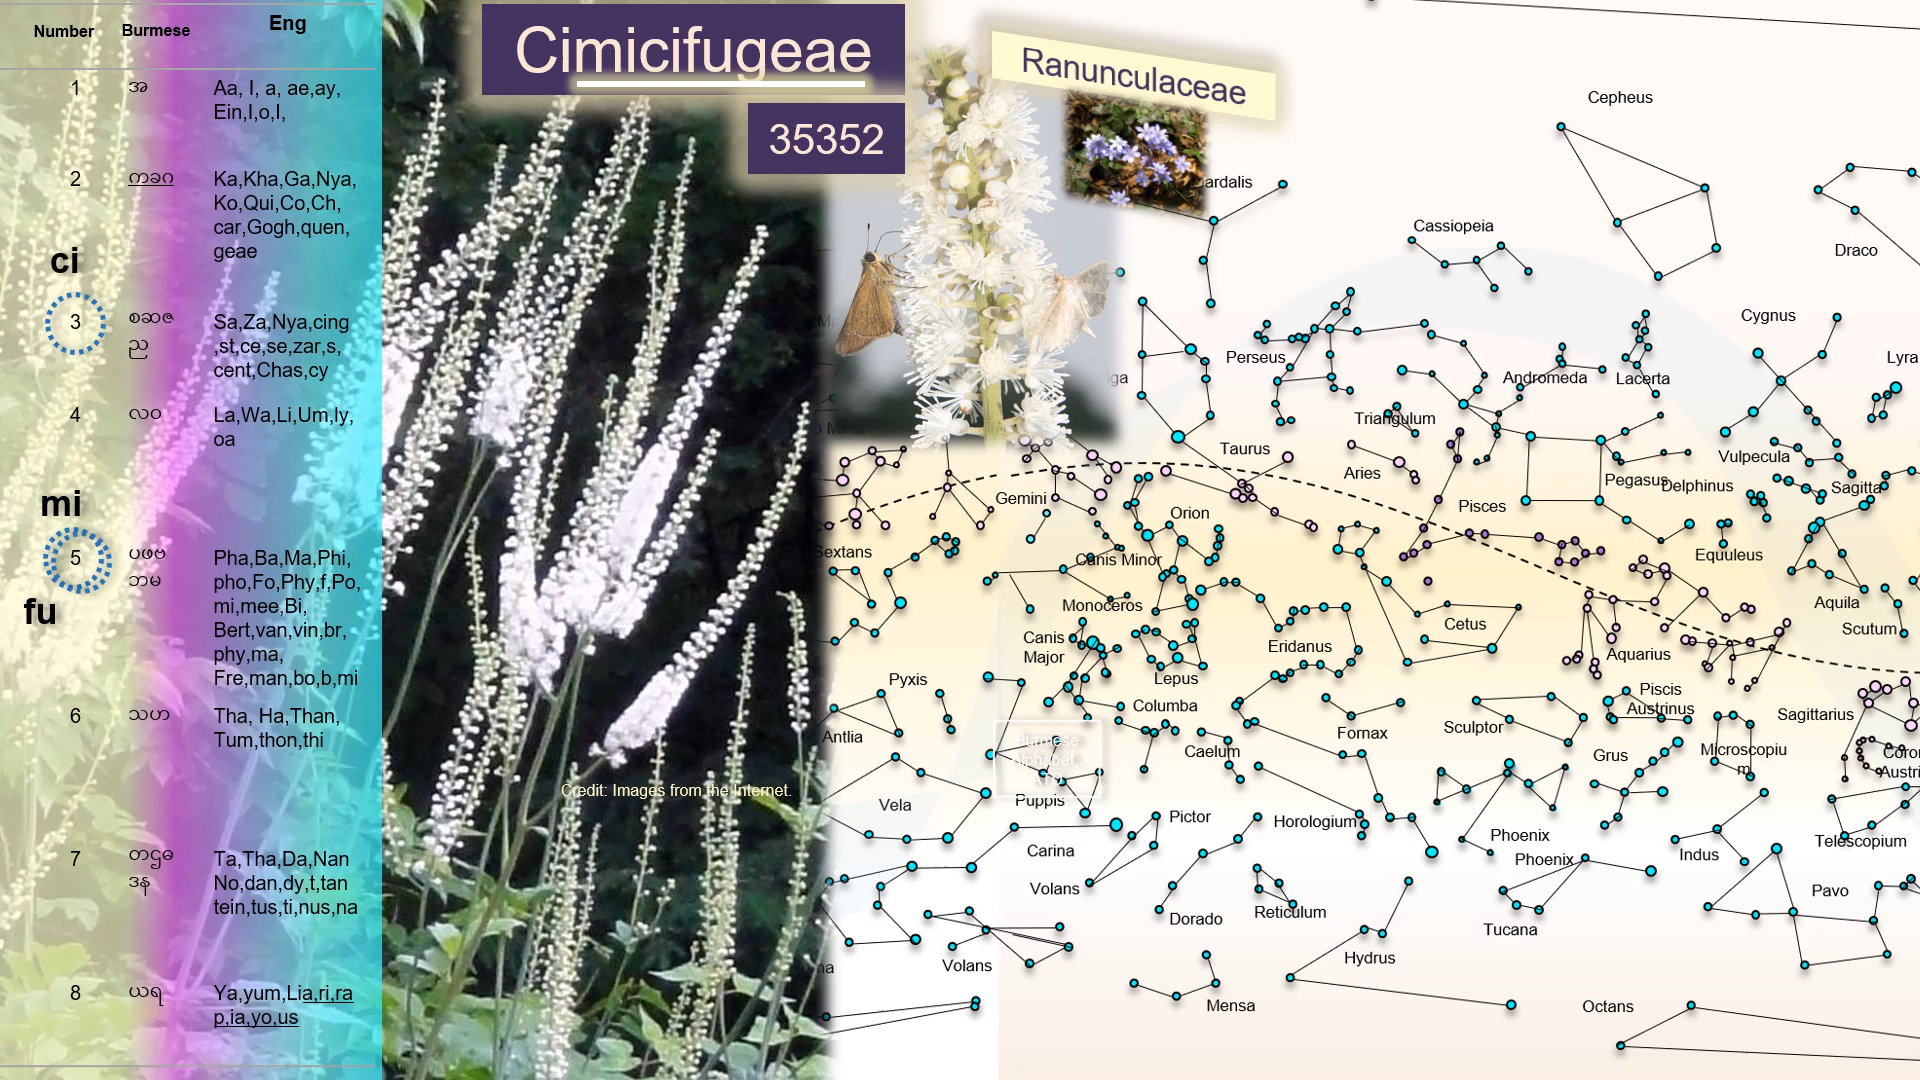 Number Burmese Eng
1 အ Aa, I, a, ae,ay,
Ein,I,o,I,
2 ကခဂ Ka,Kha,Ga,Nya,
Ko,Qui,Co,Ch,
car,Gogh,quen,
geae
ci
3 စဆဇ Sa,Za,Nya,cing
ည ,st,ce,se,zar,s,
cent,Chas,cy
4 လဝ La,Wa,Li,Um,ly,
oa
mi
5 ပဖဗ Pha,Ba,Ma,Phi,
ဘမ pho,Fo,Phy,f,Po,
fu
mi,mee,Bi,
Bert,van,vin,br,
phy,ma,
Fre,man,bo,b,mi
6 သဟ Tha, Ha,Than,
Tum,thon,thi
7 တဌဓ Ta,Tha,Da,Nan
ဒန No,dan,dy,t,tan
tein,tus,ti,nus,na
8 ယရ Ya,yum,Lia,ri,ra
p,ia,yo,us
Cimicifugeae
35352
Ranunculaceae
Credit: Images from the Internet.
Cepheus
Cassiopeia
Draco
Cygnus
Lyra
Perseus
Andromeda
Lacerta
Triangulum
Taurus
Aries
Vulpecula
Gemini
Pisces
Pegasus
Delphinus
Sagitta
Orion
Sextans
Canis Minor
Equuleus
Monoceros
Cetus
Aquila
Scutum
Canis
Major
Eridanus
Aquarius
Lepus
Pyxis
Columba
Piscis
Austrinus
Sagittarius
Antlia
Sculptor
Fornax
Caelum
Grus
Microscopiu
m
Burmese
Alphabet
Puppis
Vela
Pictor
Horologium
Phoenix
Phoenix
Indus
Telescopium
Carina
Volans
Pavo
Dorado
Reticulum
Tucana
Volans
Hydrus
Mensa
Octans